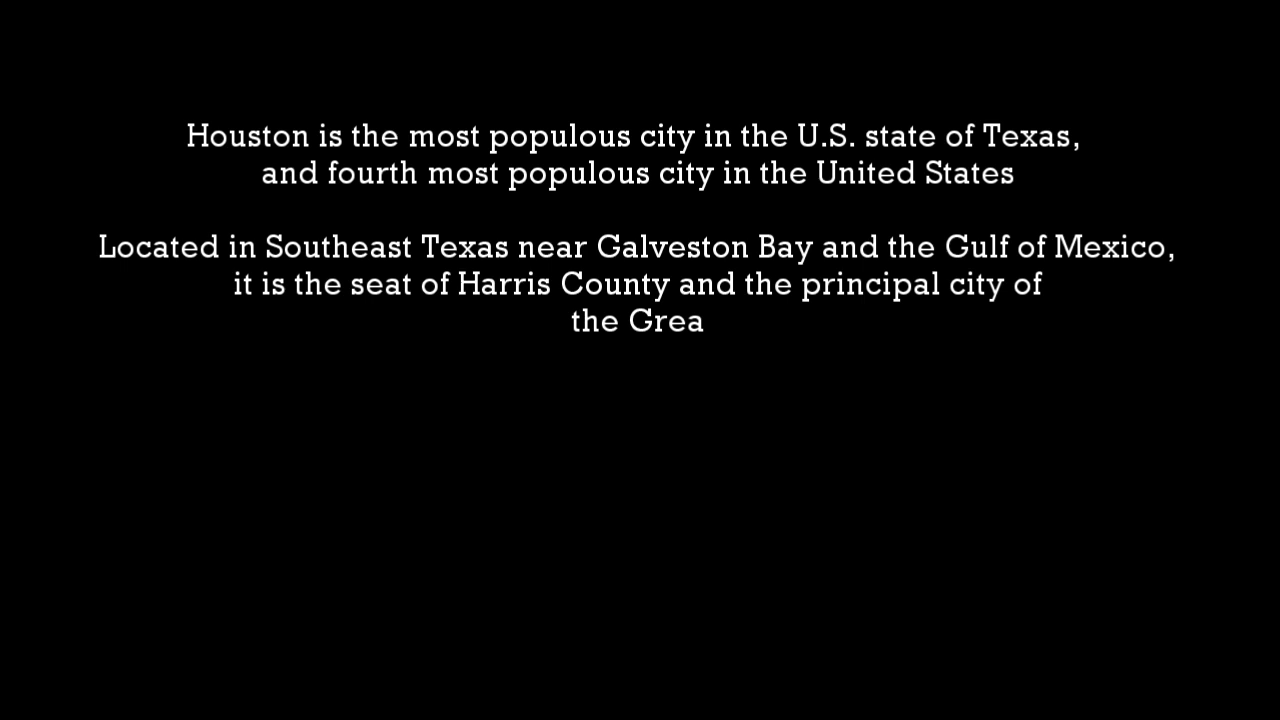 Houston is the most populous city in the U.S. state of Texas,
and fourth most populous city in the United States
Located in Southeast Texas near Galveston Bay and the Gulf of Mexico,
it is the seat of Harris County and the principal city of
the Grea